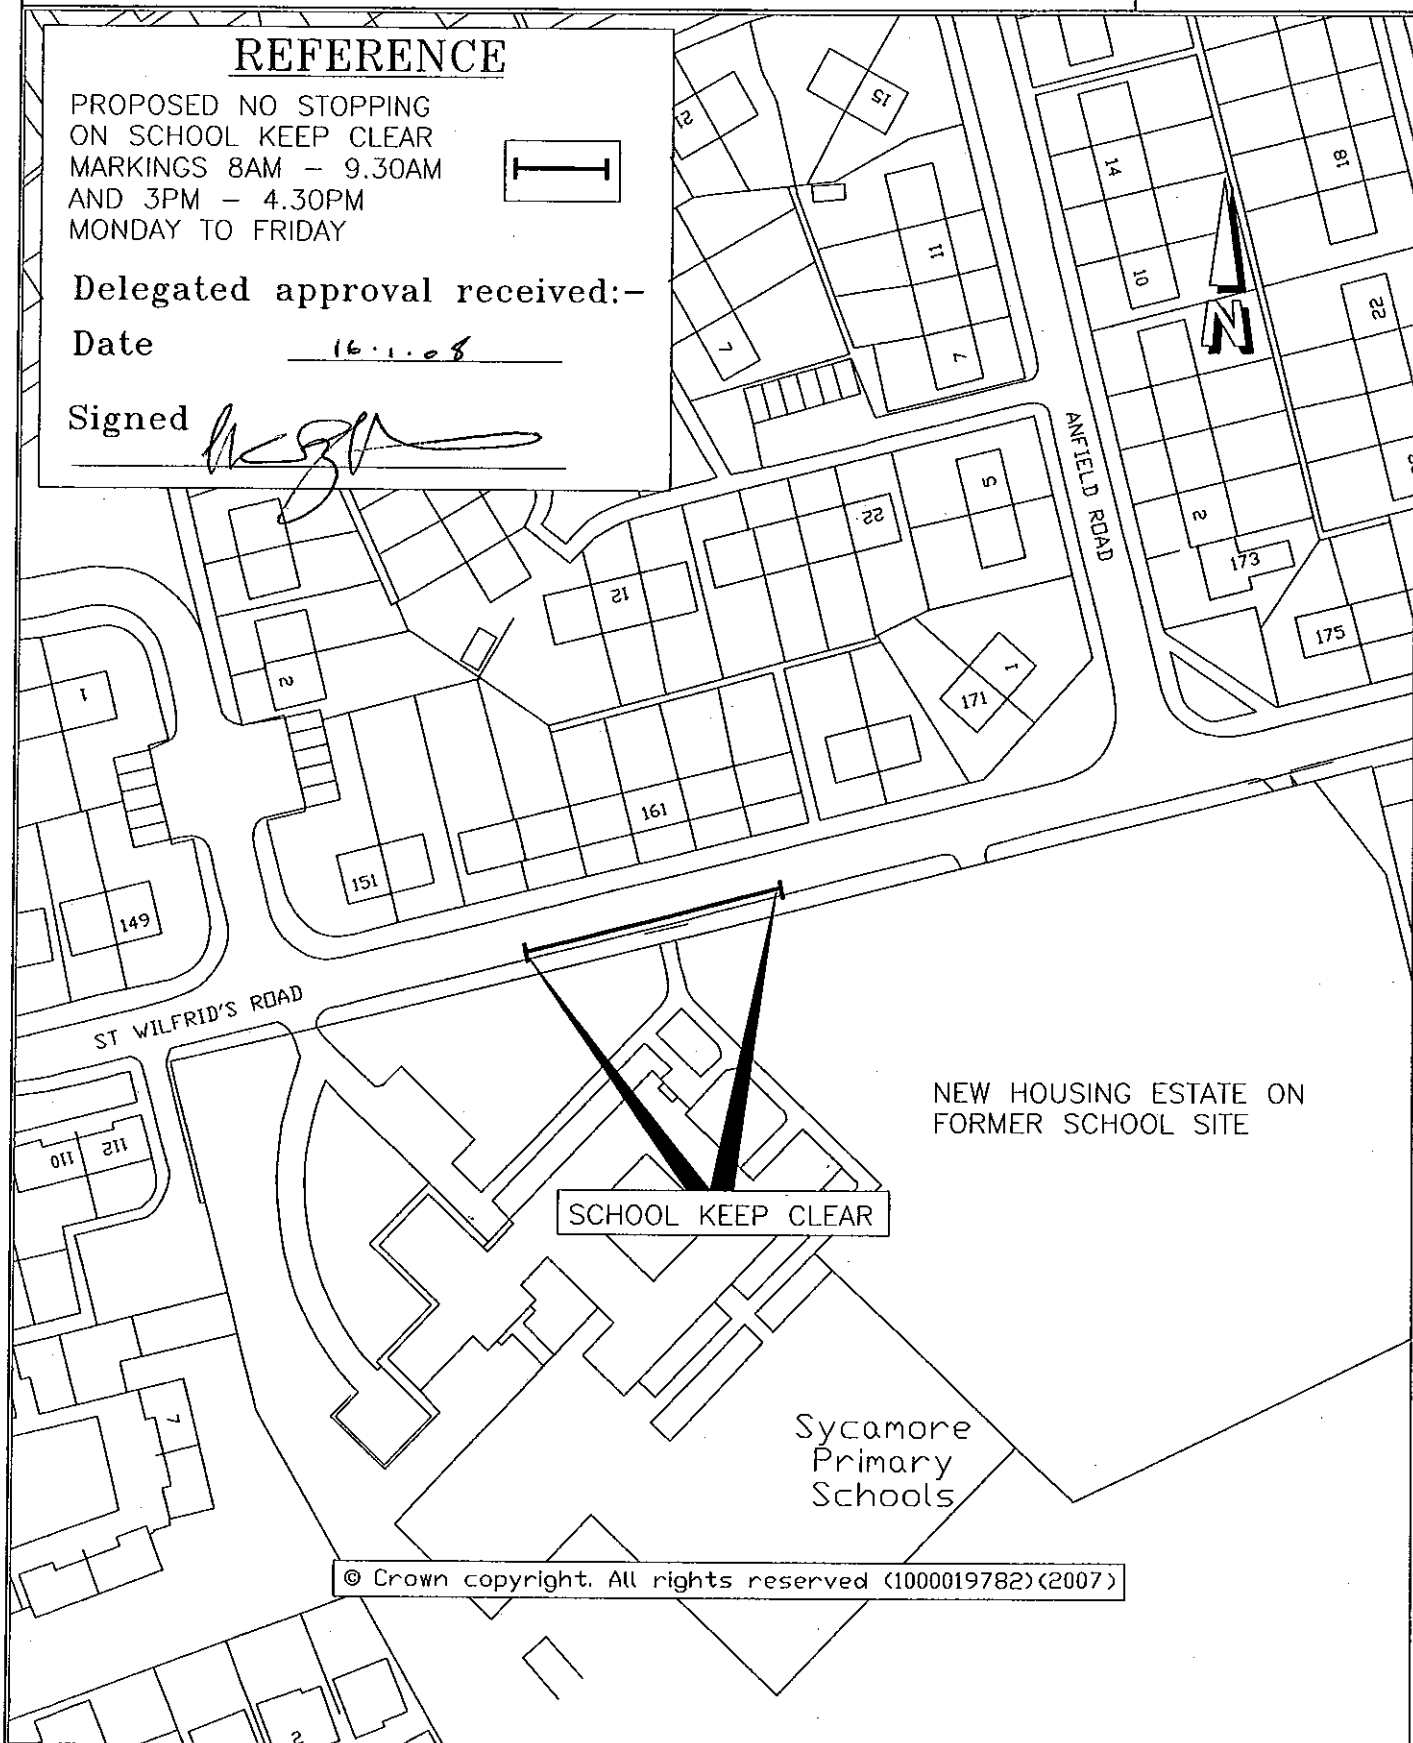 REFERENCE
PROPOSED NO STOPPING
ON SCHOOL KEEP CLEAR
MARKINGS 8AM - 9.30AM
AND 3PM - 4.30PM
MONDAY TO FRIDAY
Delegated approval received:-
Date 16.1.08
Signed
21
15
14
18
11
10
N
22
7
7
ANFIELD ROAD
5
22
2
173
12
175
1
2
1
171
161
151
149
ST WILFRID'S ROAD
110
112
NEW HOUSING ESTATE ON
FORMER SCHOOL SITE
SCHOOL KEEP CLEAR
7
Sycamore
Primary
Schools
© Crown copyright. All rights reserved (1000019782)(2007)
2